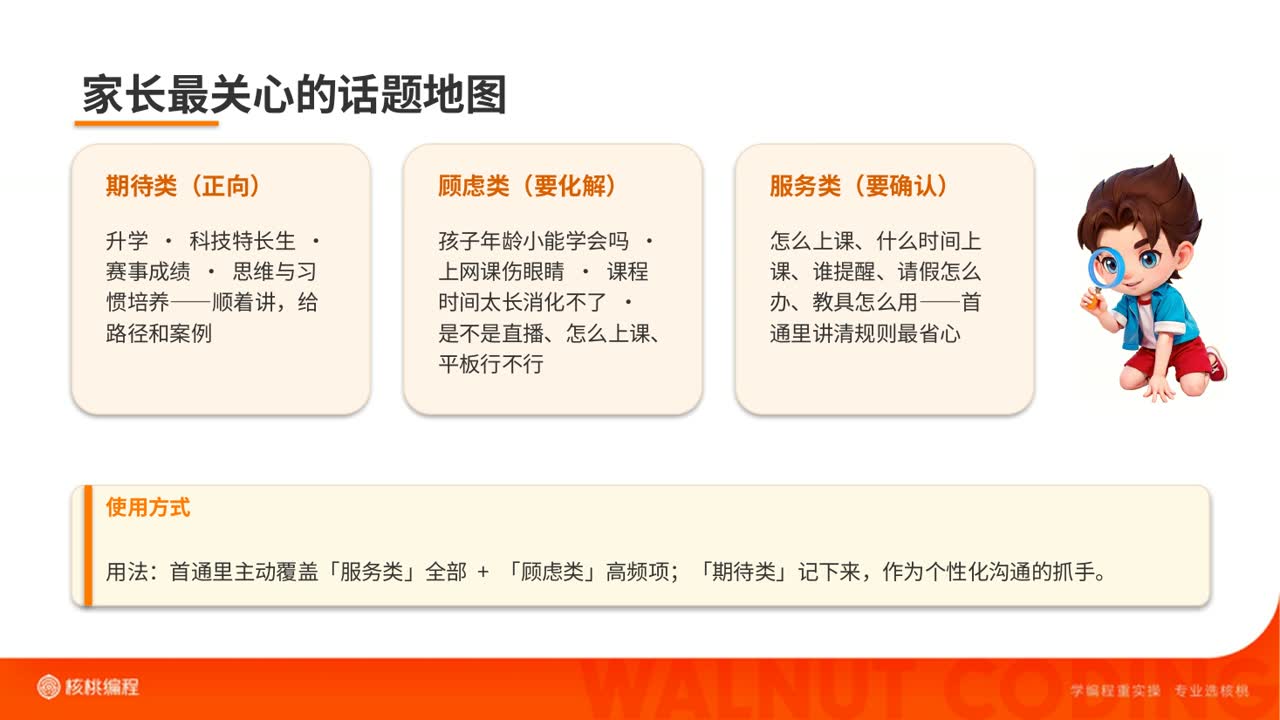 家长最关心的话题地图
期待类（正向）
升学 · 科技特长生 ·
赛事成绩 · 思维与习
惯培养——顺着讲，给
路径和案例
顾虑类（要化解）
孩子年龄小能学会吗 ·
上网课伤眼睛 · 课程
时间太长消化不了 ·
是不是直播、怎么上课、
平板行不行
服务类（要确认）
怎么上课、什么时间上
课、谁提醒、请假怎么
办、教具怎么用——首
通里讲清规则最省心
使用方式
用法：首通里主动覆盖「服务类」全部 + 「顾虑类」高频项；「期待类」记下来，作为个性化沟通的抓手。
核桃编程
WALNUT CODING
学编程重实操 专业选核桃